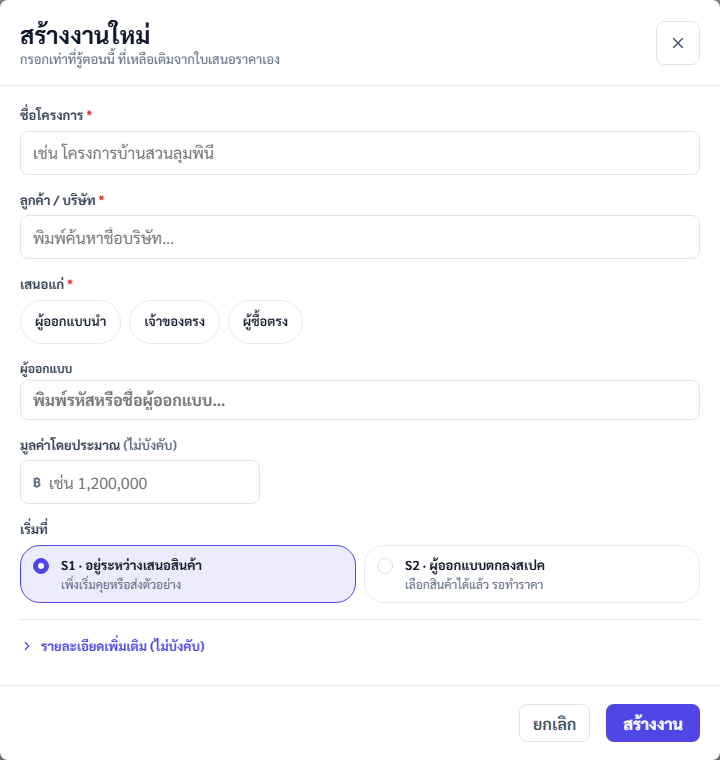 สร้างงานใหม่
กรอกเท่าที่รู้ตอนนี้ ที่เหลือเติมจากใบเสนอราคาเอง
ชื่อโครงการ *
เช่น โครงการบ้านสวนลุมพินี
ลูกค้า / บริษัท *
พิมพ์ค้นหาชื่อบริษัท...
เสนอแก่ *
ผู้ออกแบบนำ
เจ้าของตรง
ผู้ซื้อตรง
ผู้ออกแบบ
พิมพ์รหัสหรือชื่อผู้ออกแบบ...
มูลค่าโดยประมาณ (ไม่บังคับ)
฿ เช่น 1,200,000
เริ่มที่
S1 · อยู่ระหว่างเสนอสินค้า
เพิ่งเริ่มคุยหรือส่งตัวอย่าง
S2 · ผู้ออกแบบตกลงสเปค
เลือกสินค้าได้แล้ว รอทำราคา
รายละเอียดเพิ่มเติม (ไม่บังคับ)
ยกเลิก
สร้างงาน